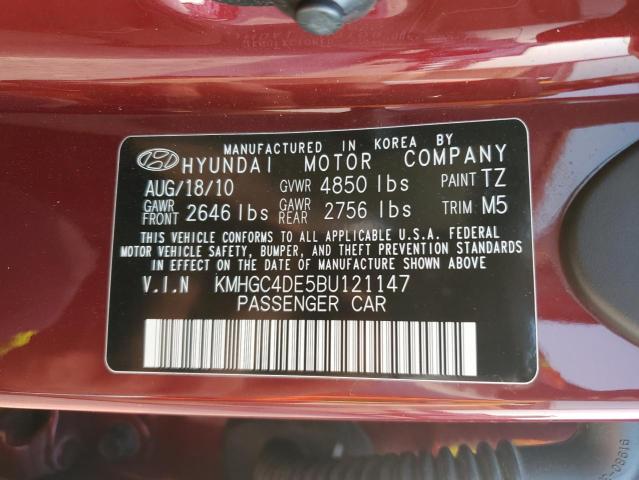 MANUFACTURED IN KOREA BY
HYUNDAI MOTOR COMPANY
AUG/18/10 GVWR 4850 lbs PAINT TZ
GAWR FRONT 2646 lbs GAWR REAR 2756 lbs TRIM M5
THIS VEHICLE CONFORMS TO ALL APPLICABLE U.S.A. FEDERAL
MOTOR VEHICLE SAFETY, BUMPER, AND THEFT PREVENTION STANDARDS
IN EFFECT ON THE DATE OF MANUFACTURE SHOWN ABOVE.
V.I.N KMHGC4DE5BU121147
PASSENGER CAR